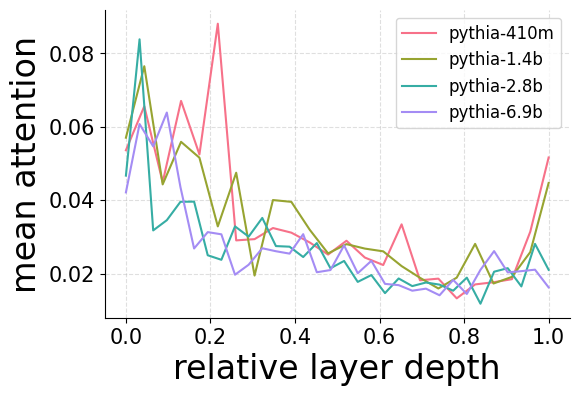 pythia-410m
pythia-1.4b
pythia-2.8b
pythia-6.9b
mean attention
0.08
0.06
0.04
0.02
0.0 0.2 0.4 0.6 0.8 1.0
relative layer depth